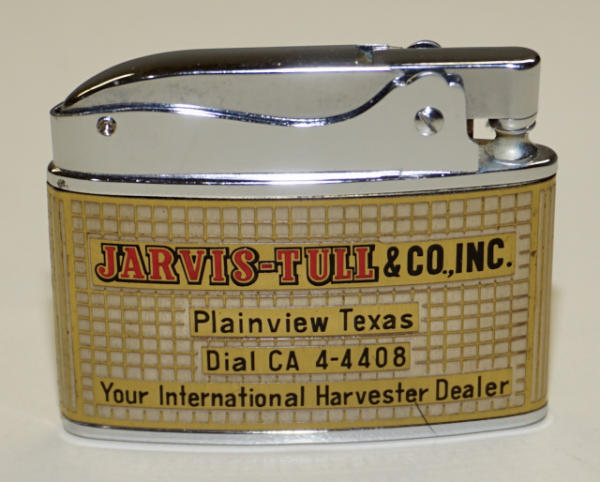 JARVIS-TULL & CO., INC.
Plainview Texas
Dial CA 4-4408
Your International Harvester Dealer